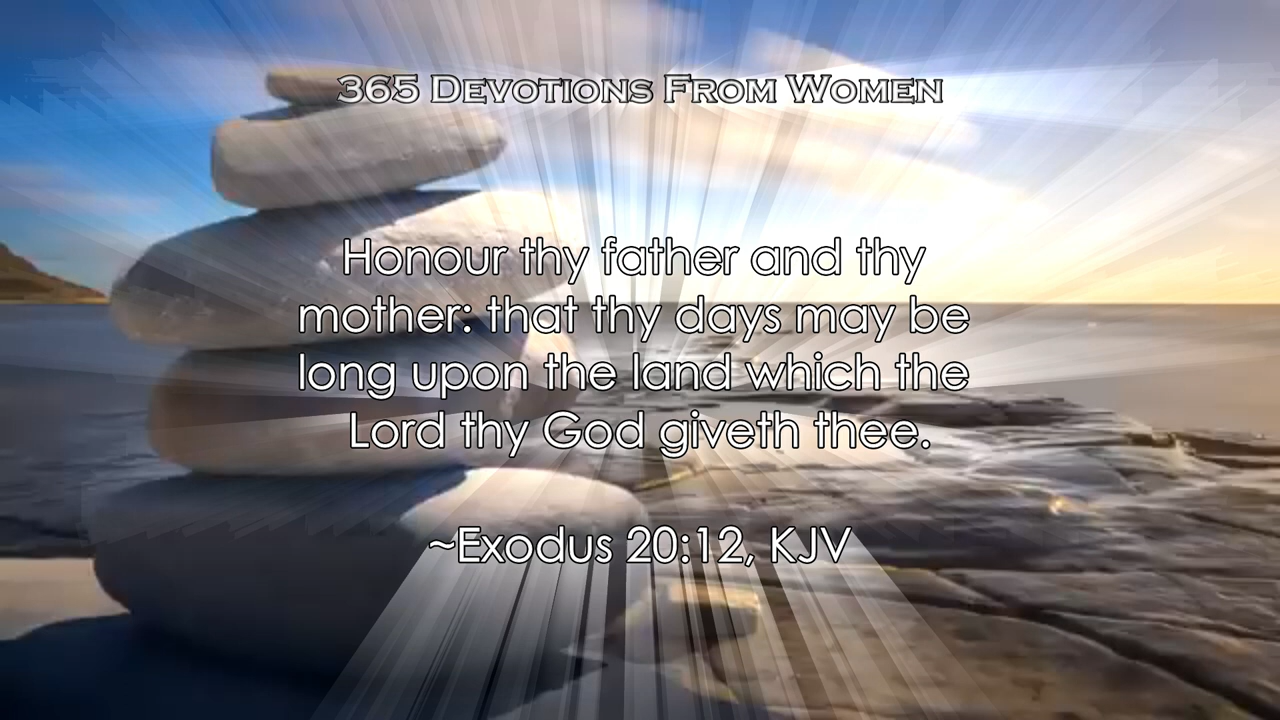 365 Devotions From Women
Honour thy father and thy
mother: that thy days may be
long upon the land which the
Lord thy God giveth thee.
~Exodus 20:12, KJV